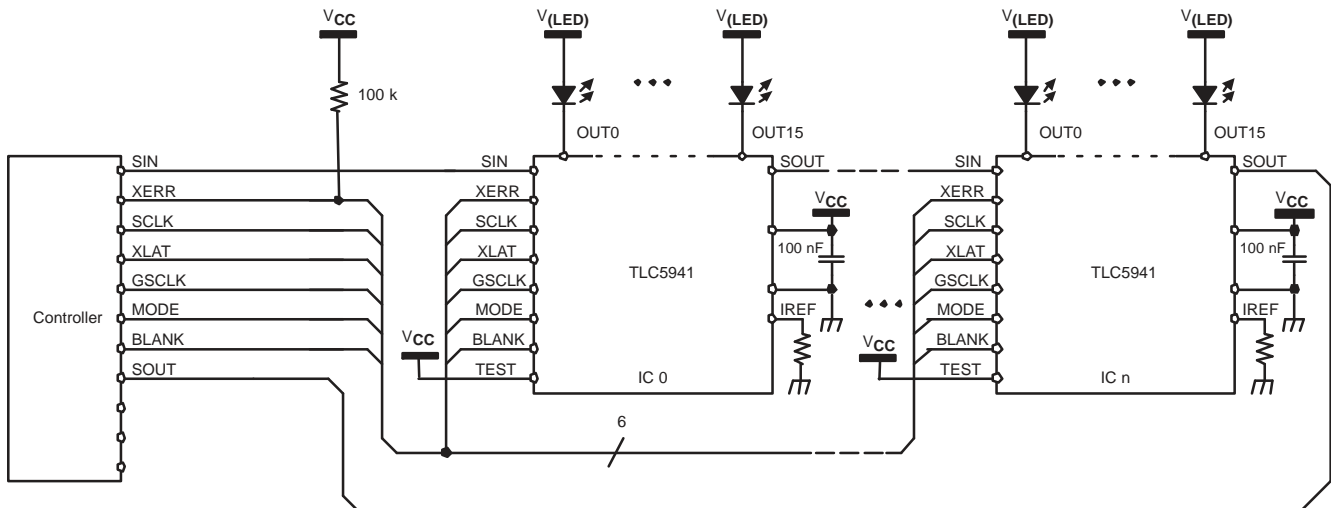 VCC
V(LED)
V(LED)
V(LED)
V(LED)
100 k
OUT0
OUT15
OUT0
OUT15
Controller
SIN
XERR
SCLK
XLAT
GSCLK
MODE
BLANK
SOUT
SIN
XERR
SCLK
XLAT
GSCLK
MODE
BLANK
TEST
VCC
TLC5941
IC 0
SOUT
VCC
100 nF
IREF
6
SIN
XERR
SCLK
XLAT
GSCLK
MODE
BLANK
TEST
VCC
TLC5941
IC n
SOUT
VCC
100 nF
IREF